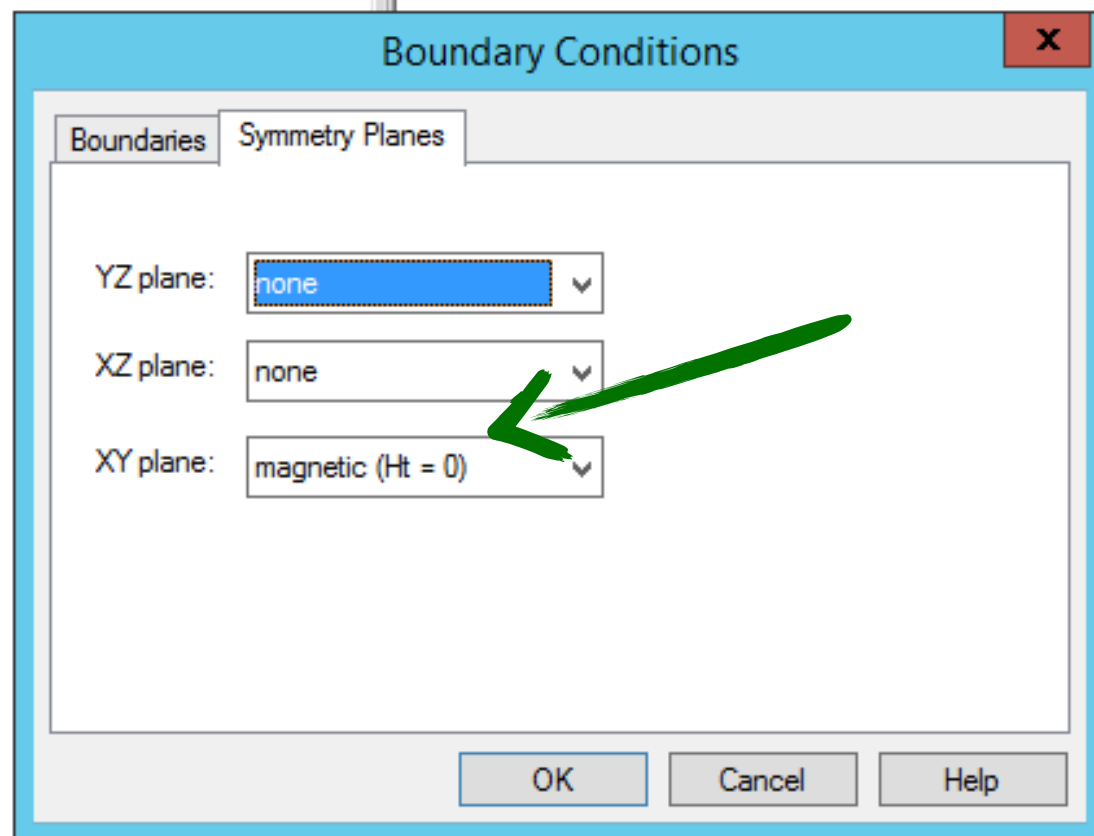 Boundary Conditions
x
Boundaries Symmetry Planes
YZ plane: none
XZ plane: none
XY plane: magnetic (Ht = 0)
OK Cancel Help